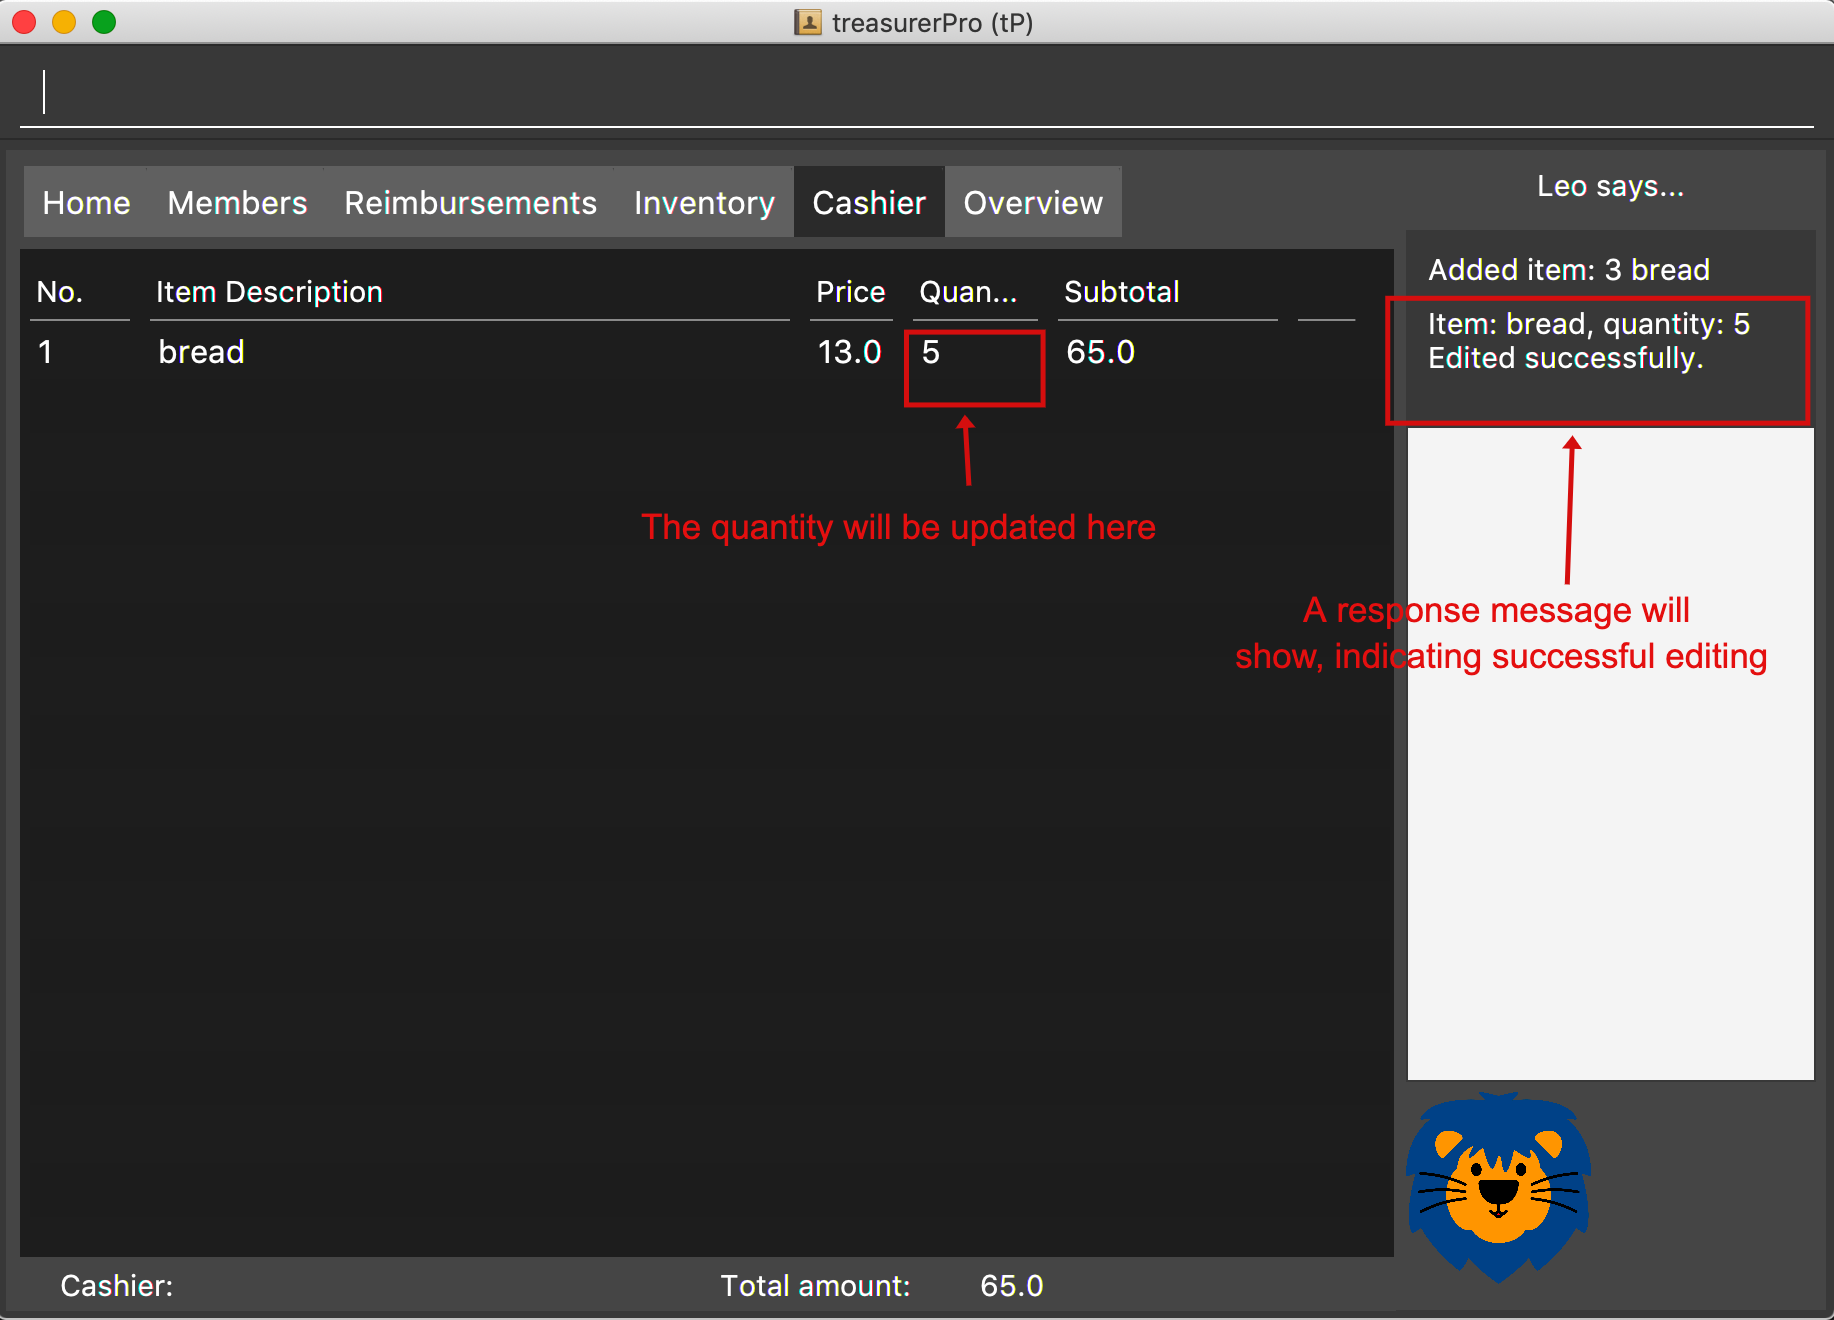 treasurerPro (tP)
Home Members Reimbursements Inventory Cashier Overview
Leo says...
No. Item Description Price Quan... Subtotal
1 bread 13.0 5 65.0
Added item: 3 bread
Item: bread, quantity: 5
Edited successfully.
The quantity will be updated here
A response message will
show, indicating successful editing
Cashier: Total amount: 65.0